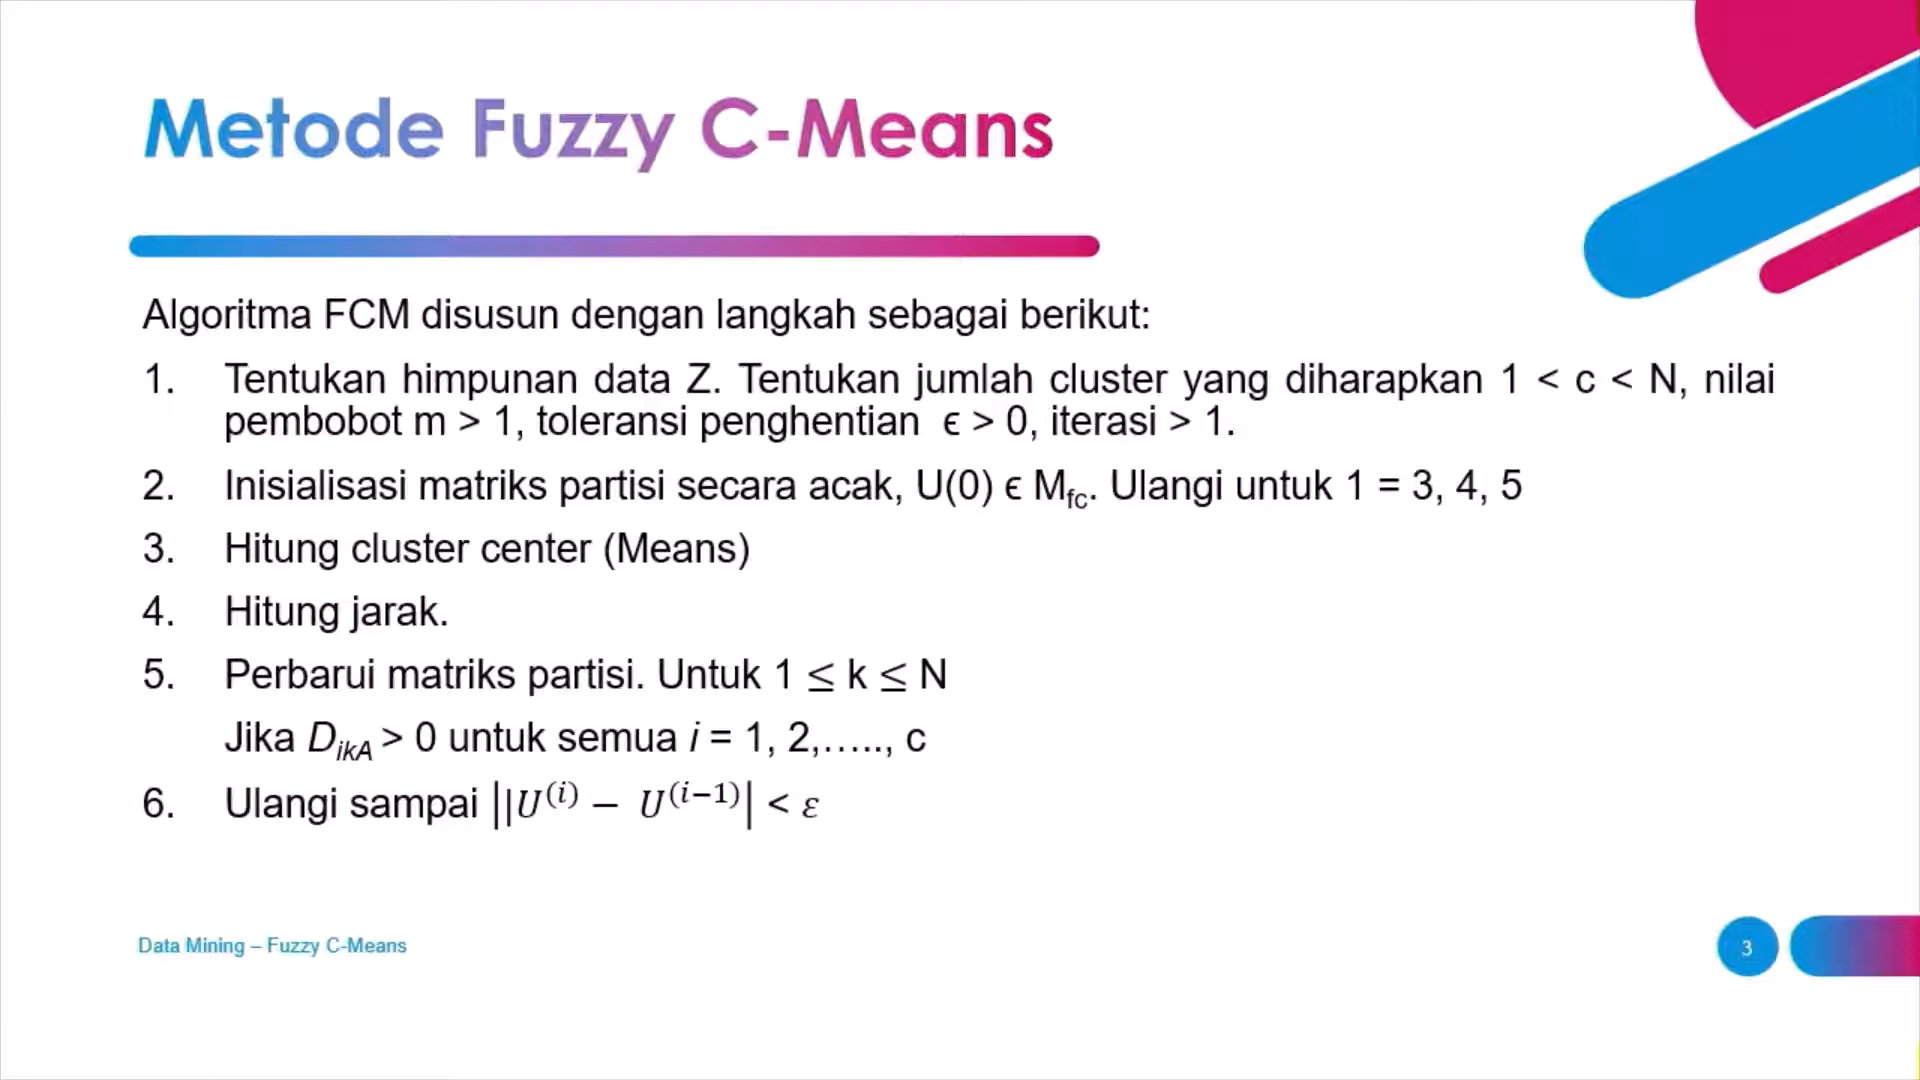 Metode Fuzzy C-Means
Algoritma FCM disusun dengan langkah sebagai berikut:
1. Tentukan himpunan data Z. Tentukan jumlah cluster yang diharapkan 1 < c < N, nilai
pembobot m > 1, toleransi penghentian ϵ > 0, iterasi > 1.
2. Inisialisasi matriks partisi secara acak, U(0) ϵ M_fc. Ulangi untuk 1 = 3, 4, 5
3. Hitung cluster center (Means)
4. Hitung jarak.
5. Perbarui matriks partisi. Untuk 1 ≤ k ≤ N
Jika D_ikA > 0 untuk semua i = 1, 2,….., c
6. Ulangi sampai ||U^(i) − U^(i−1)| < ε
Data Mining – Fuzzy C-Means
3